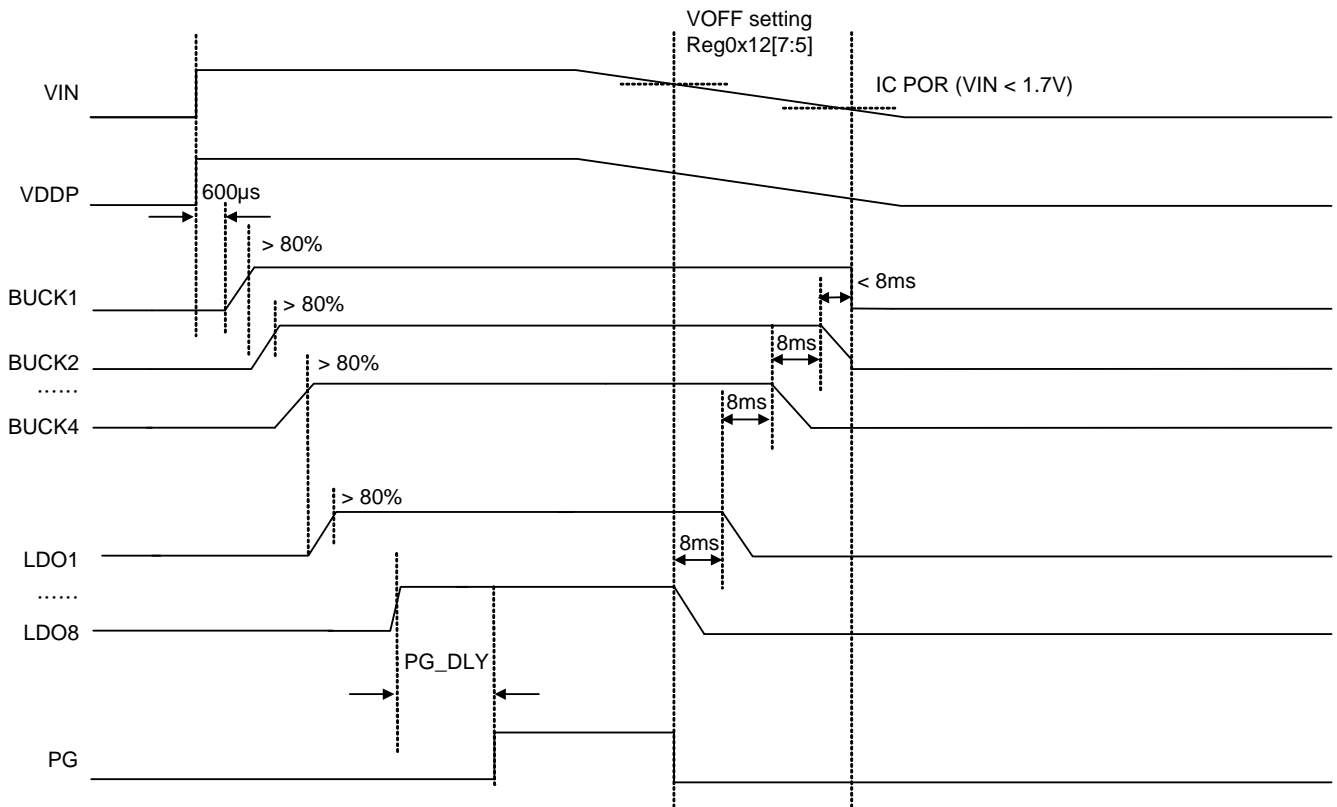 VOFF setting
Reg0x12[7:5]
VIN
IC POR (VIN < 1.7V)
VDDP
600µs
> 80%
BUCK1
< 8ms
> 80%
BUCK2
8ms
......
> 80%
BUCK4
8ms
> 80%
LDO1
8ms
......
LDO8
PG_DLY
PG